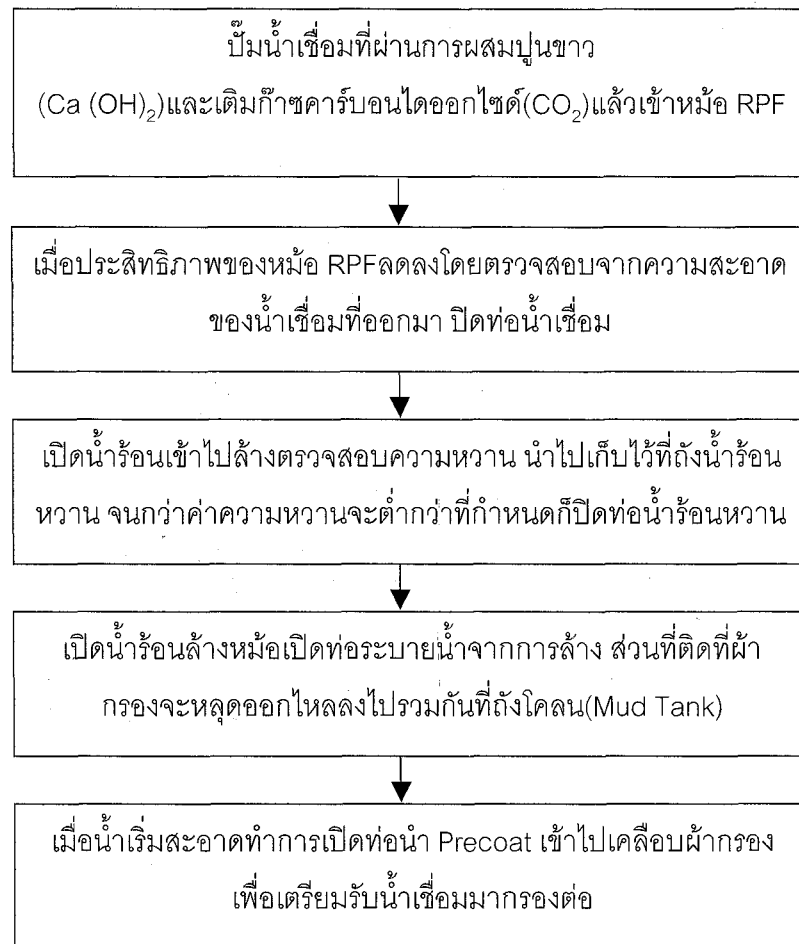 ปั๊มน้ำเชื่อมที่ผ่านการผสมปูนขาว
(Ca (OH)₂)และเติมก๊าซคาร์บอนไดออกไซด์(CO₂)แล้วเข้าหม้อ RPF
เมื่อประสิทธิภาพของหม้อ RPFลดลงโดยตรวจสอบจากความสะอาด
ของน้ำเชื่อมที่ออกมา ปิดท่อน้ำเชื่อม
เปิดน้ำร้อนเข้าไปล้างตรวจสอบความหวาน นำไปเก็บไว้ที่ถังน้ำร้อน
หวาน จนกว่าค่าความหวานจะต่ำกว่าที่กำหนดก็ปิดท่อน้ำร้อนหวาน
เปิดน้ำร้อนล้างหม้อเปิดท่อระบายน้ำจากการล้าง ส่วนที่ติดที่ผ้า
กรองจะหลุดออกไหลลงไปรวมกันที่ถังโคลน(Mud Tank)
เมื่อน้ำเริ่มสะอาดทำการเปิดท่อนำ Precoat เข้าไปเคลือบผ้ากรอง
เพื่อเตรียมรับน้ำเชื่อมมากรองต่อ